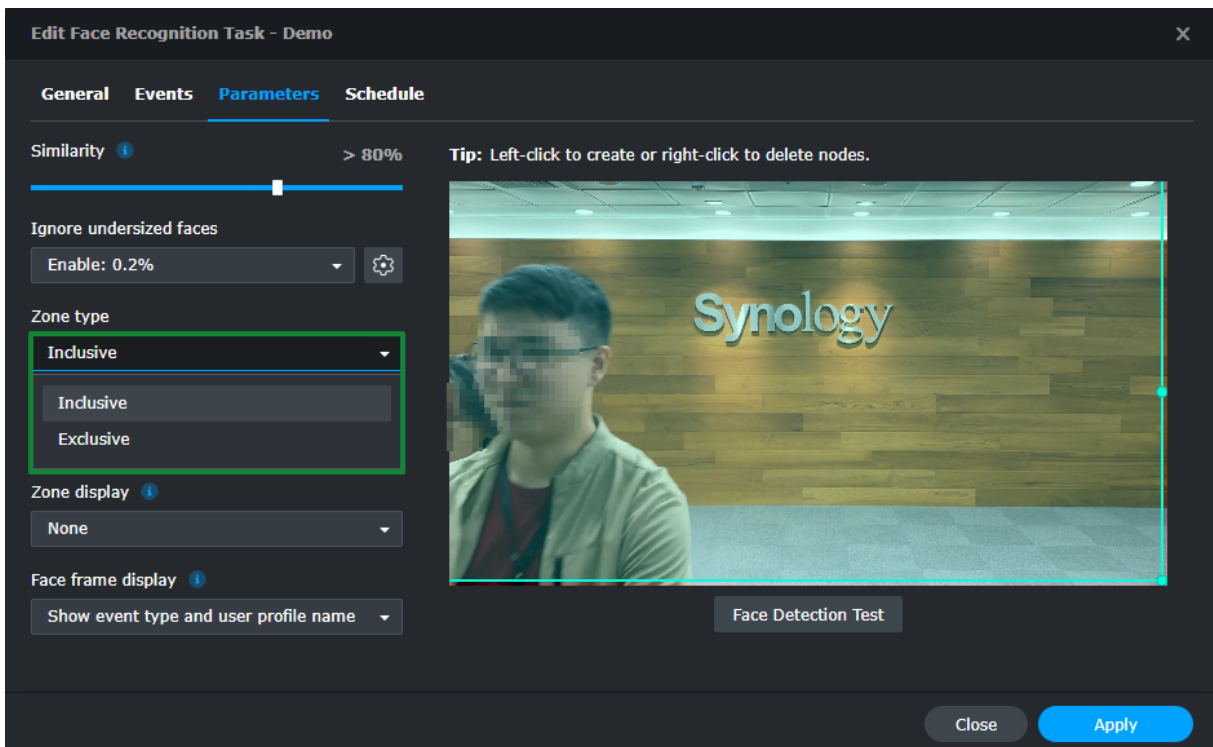 Edit Face Recognition Task - Demo
General Events Parameters Schedule
Similarity > 80%
Ignore undersized faces
Enable: 0.2%
Zone type
Inclusive
Inclusive
Exclusive
Zone display
None
Face frame display
Show event type and user profile name
Tip: Left-click to create or right-click to delete nodes.
Synology
Face Detection Test
Close Apply